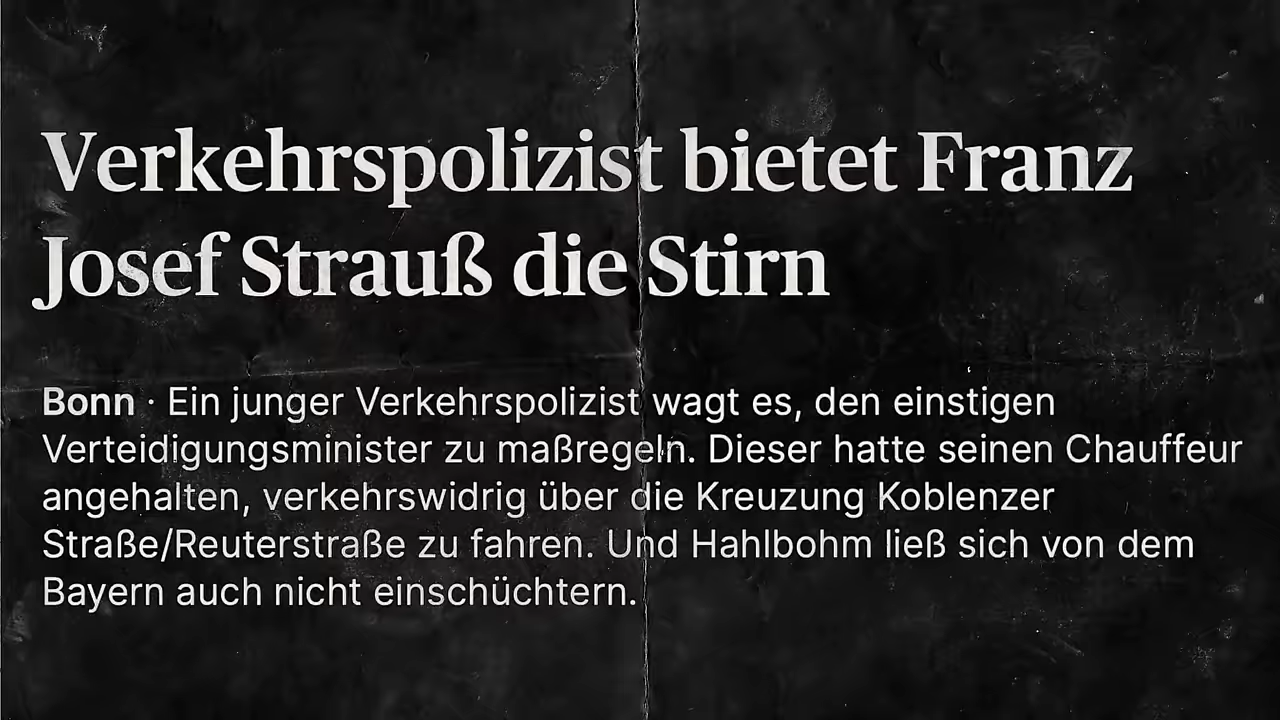 Verkehrspolizist bietet Franz
Josef Strauß die Stirn
Bonn · Ein junger Verkehrspolizist wagt es, den einstigen
Verteidigungsminister zu maßregeln. Dieser hatte seinen Chauffeur
angehalten, verkehrswidrig über die Kreuzung Koblenzer
Straße/Reuterstraße zu fahren. Und Hahlbohm ließ sich von dem
Bayern auch nicht einschüchtern.